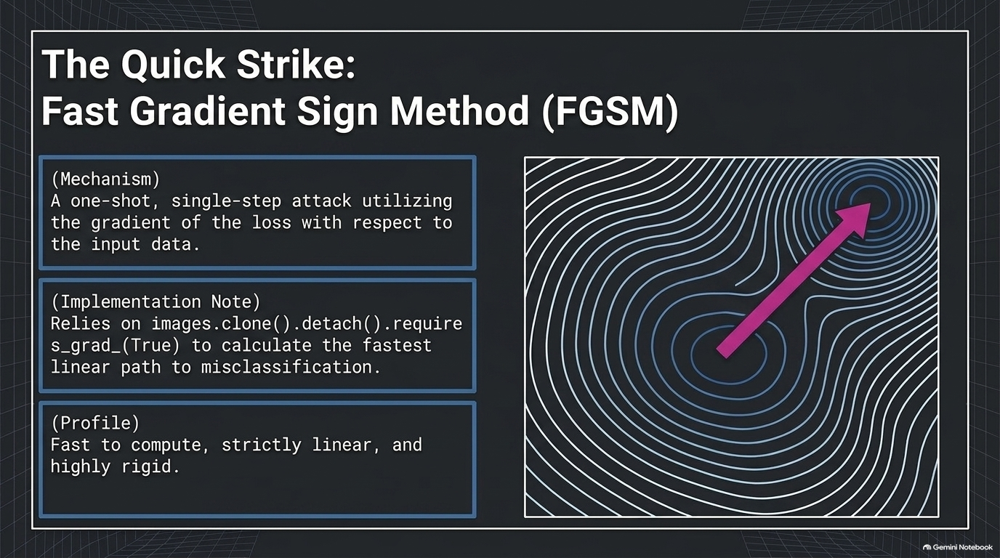 The Quick Strike:
Fast Gradient Sign Method (FGSM)
(Mechanism)
A one-shot, single-step attack utilizing
the gradient of the loss with respect to
the input data.
(Implementation Note)
Relies on images.clone().detach().require
s_grad_(True) to calculate the fastest
linear path to misclassification.
(Profile)
Fast to compute, strictly linear, and
highly rigid.
Gemini Notebook